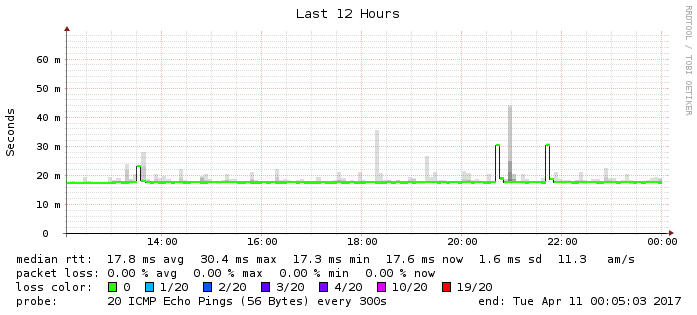 Last 12 Hours
RRDTOOL / TOBI OETIKER
Seconds
60 m
50 m
40 m
30 m
20 m
10 m
0
14:00 16:00 18:00 20:00 22:00 00:00
median rtt: 17.8 ms avg 30.4 ms max 17.3 ms min 17.6 ms now 1.6 ms sd 11.3 am/s
packet loss: 0.00 % avg 0.00 % max 0.00 % min 0.00 % now
loss color: 0 1/20 2/20 3/20 4/20 10/20 19/20
probe: 20 ICMP Echo Pings (56 Bytes) every 300s end: Tue Apr 11 00:05:03 2017